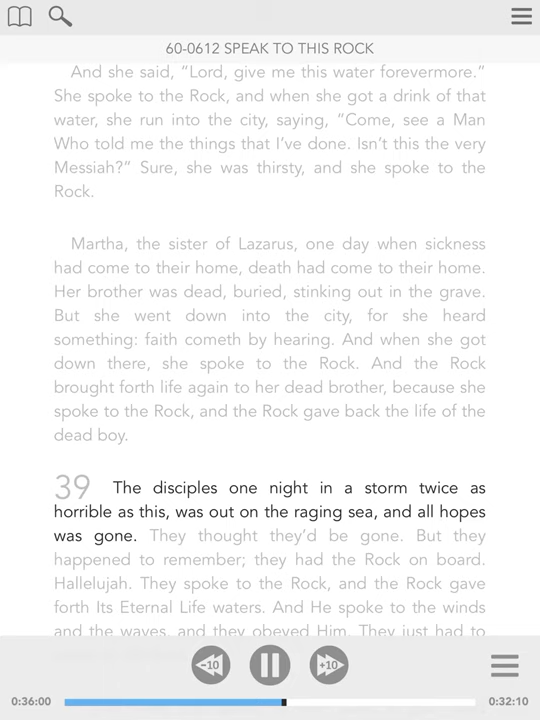 60-0612 SPEAK TO THIS ROCK
And she said, “Lord, give me this water forevermore.”
She spoke to the Rock, and when she got a drink of that
water, she run into the city, saying, “Come, see a Man
Who told me the things that I’ve done. Isn’t this the very
Messiah?” Sure, she was thirsty, and she spoke to the
Rock.
Martha, the sister of Lazarus, one day when sickness
had come to their home, death had come to their home.
Her brother was dead, buried, stinking out in the grave.
But she went down into the city, for she heard
something: faith cometh by hearing. And when she got
down there, she spoke to the Rock. And the Rock
brought forth life again to her dead brother, because she
spoke to the Rock, and the Rock gave back the life of the
dead boy.
39 The disciples one night in a storm twice as
horrible as this, was out on the raging sea, and all hopes
was gone. They thought they’d be gone. But they
happened to remember; they had the Rock on board.
Hallelujah. They spoke to the Rock, and the Rock gave
forth Its Eternal Life waters. And He spoke to the winds
and the waves, and they obeyed Him. They just had to
-10 +10
0:36:00 0:32:10